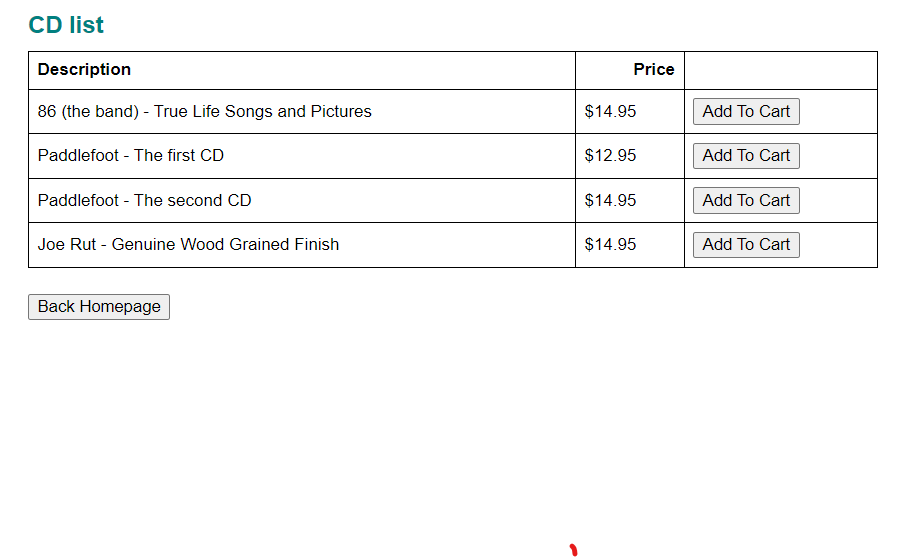 CD list
Description Price
86 (the band) - True Life Songs and Pictures $14.95 Add To Cart
Paddlefoot - The first CD $12.95 Add To Cart
Paddlefoot - The second CD $14.95 Add To Cart
Joe Rut - Genuine Wood Grained Finish $14.95 Add To Cart
Back Homepage